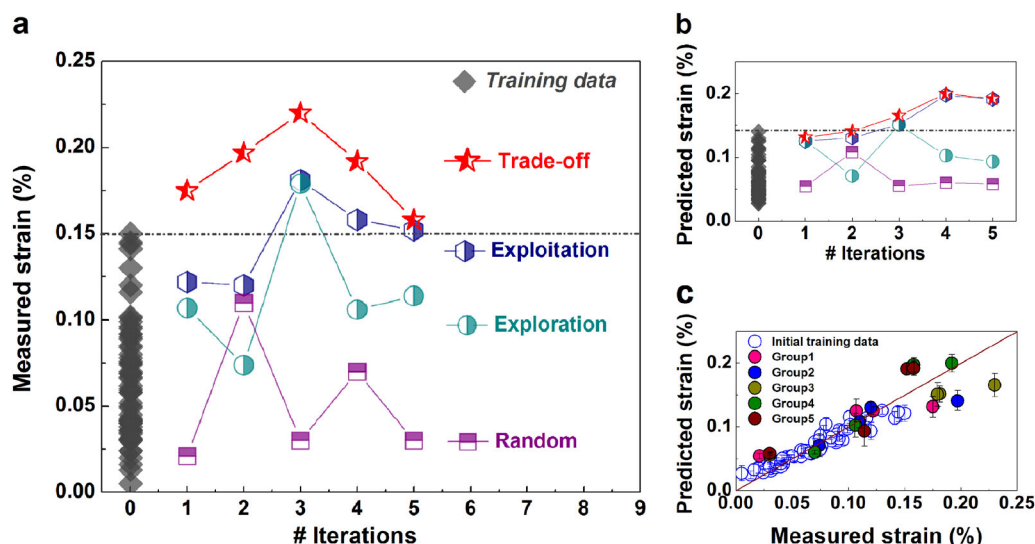 a
0.25
0.20
0.15
0.10
0.05
0.00
Measured strain (%)
Training data
Trade-off
Exploitation
Exploration
Random
0 1 2 3 4 5 6 7 8 9
# Iterations
b
0.2
0.1
0.0
Predicted strain (%)
0 1 2 3 4 5
# Iterations
c
0.2
0.1
0.0
Predicted strain (%)
Initial training data
Group1
Group2
Group3
Group4
Group5
0.00 0.05 0.10 0.15 0.20 0.25
Measured strain (%)